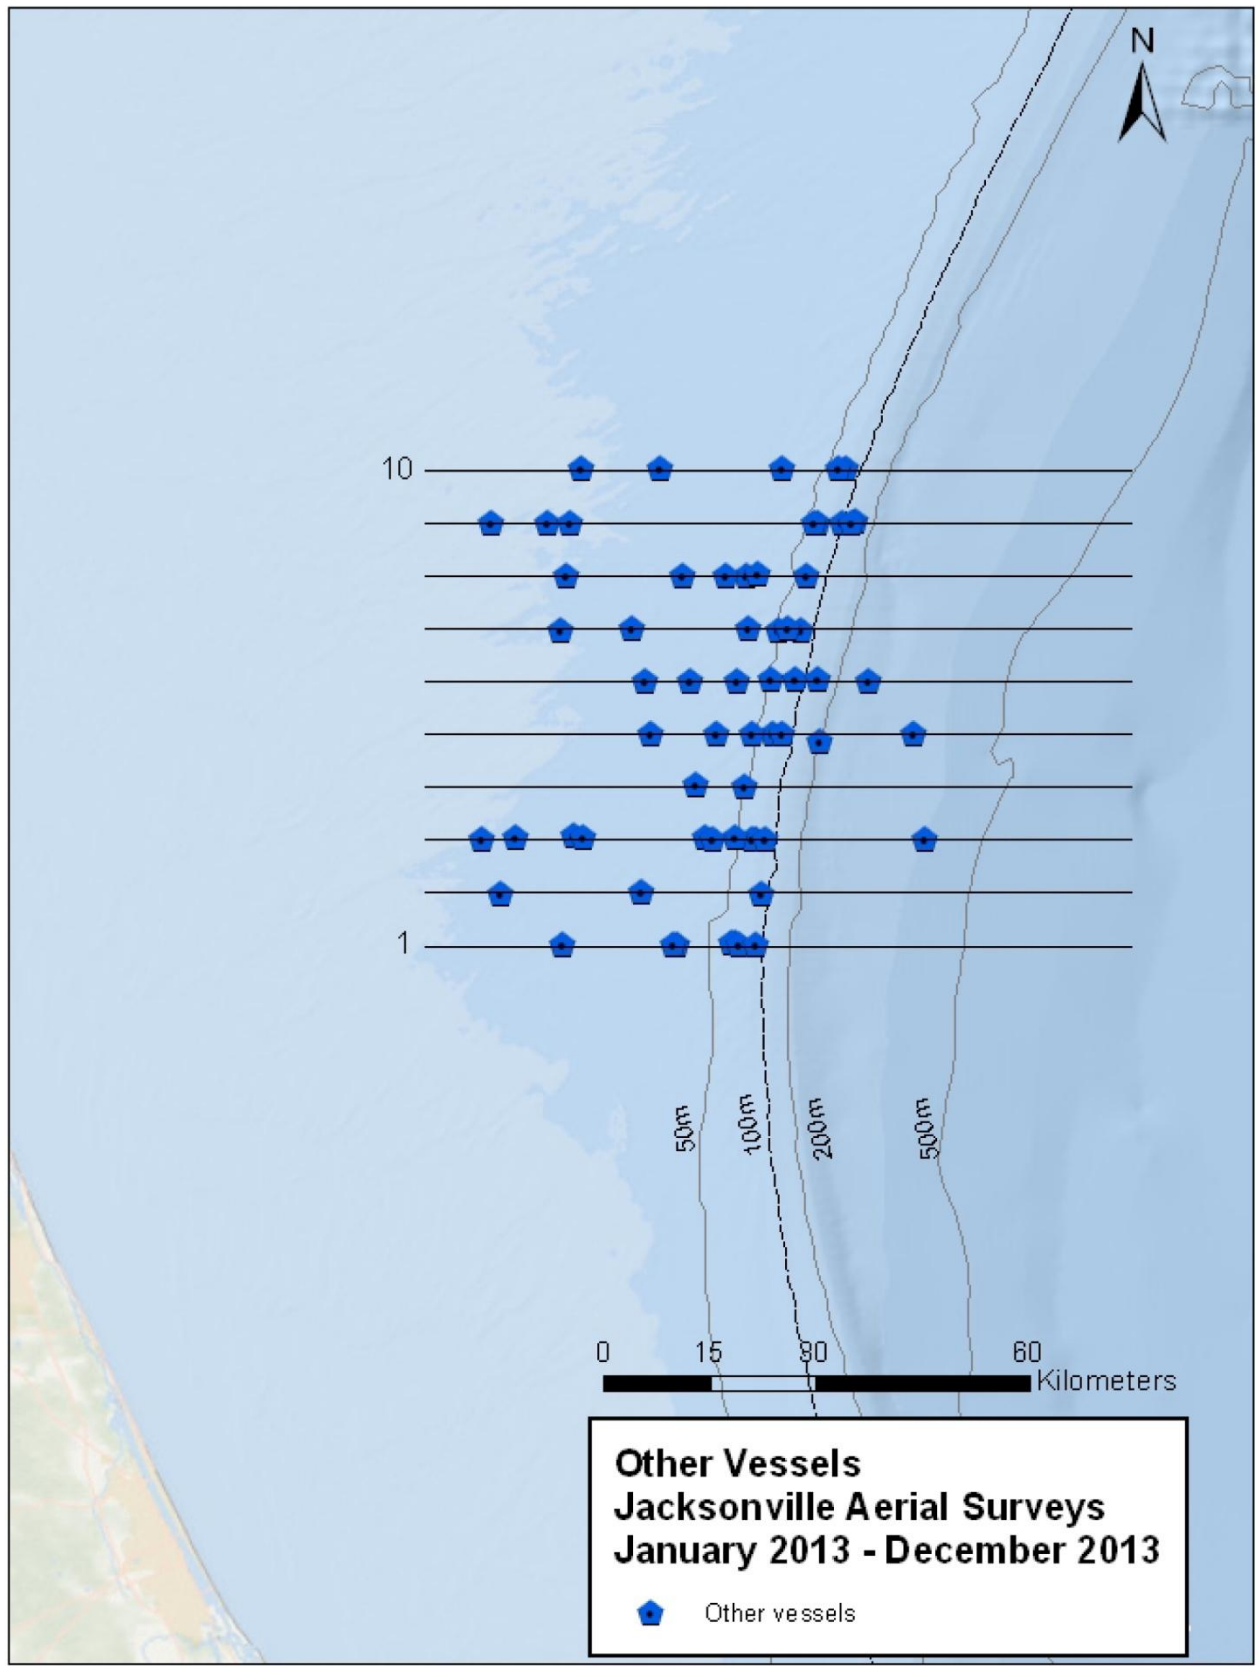 N
10
1
50m
100m
200m
500m
0 15 30 60
Kilometers
Other Vessels
Jacksonville Aerial Surveys
January 2013 - December 2013
Other vessels